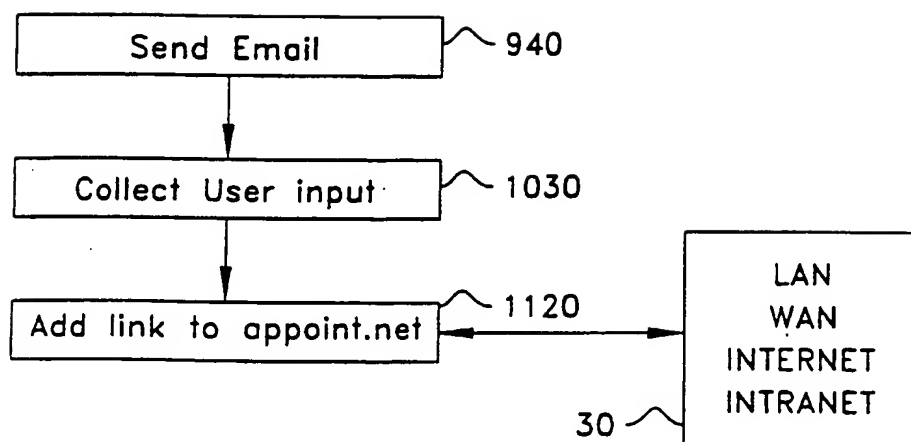 Send Email
940
Collect User input
1030
Add link to appoint.net
1120
LAN
WAN
INTERNET
INTRANET
30